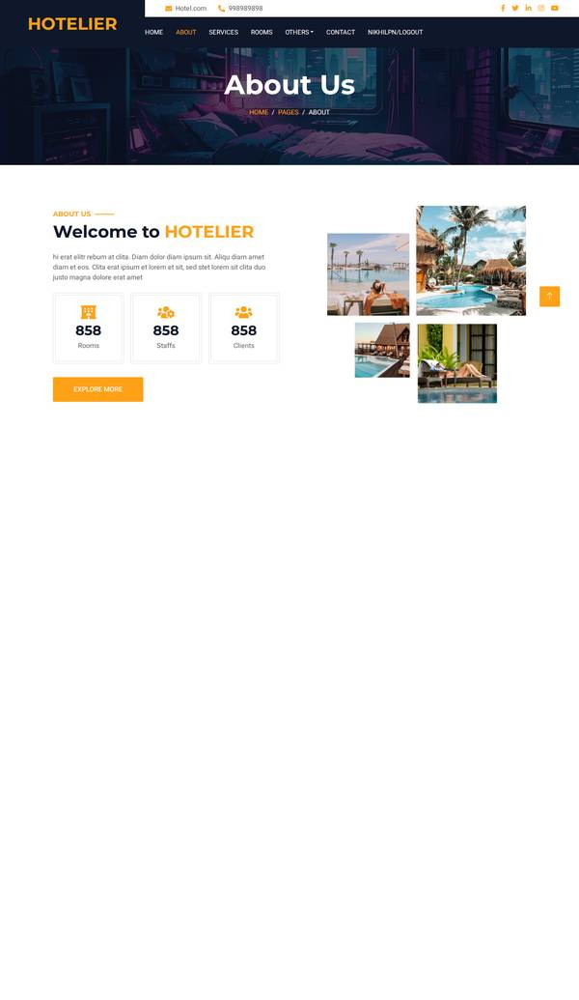 HOTELIER
Hotel.com 998989898
HOME ABOUT SERVICES ROOMS OTHERS CONTACT NIKHILPN/LOGOUT
About Us
HOME / PAGES / ABOUT
ABOUT US
Welcome to HOTELIER
hi erat elitr rebum at clita. Diam dolor diam ipsum sit. Aliqu diam amet
diam et eos. Clita erat ipsum et lorem et sit, sed stet lorem sit clita duo
justo magna dolore erat amet
858 858 858
Rooms Staffs Clients
EXPLORE MORE